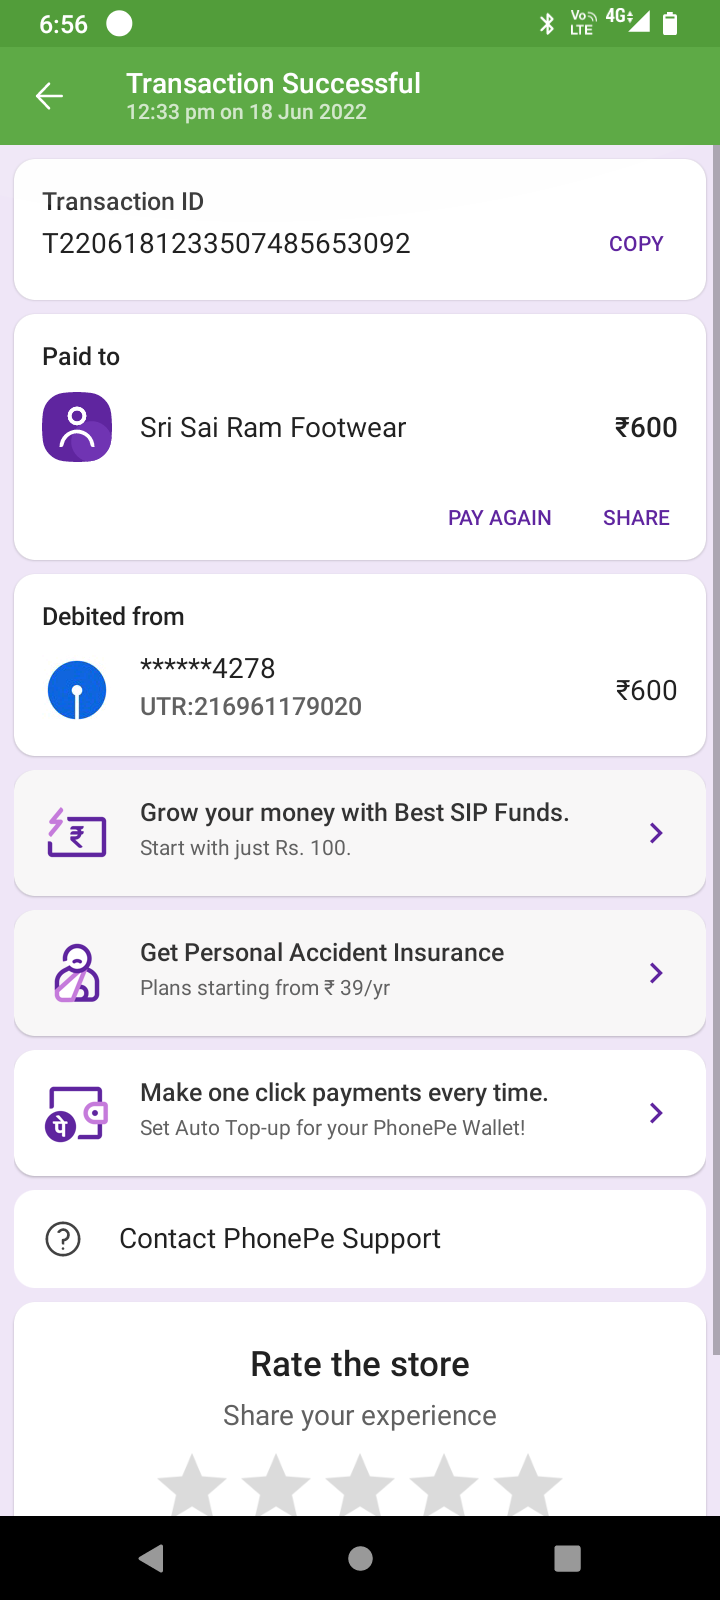 6:56
Vo
LTE
4G
Transaction Successful
12:33 pm on 18 Jun 2022
Transaction ID
T2206181233507485653092
COPY
Paid to
Sri Sai Ram Footwear
₹600
PAY AGAIN
SHARE
Debited from
******4278
UTR:216961179020
₹600
₹
Grow your money with Best SIP Funds.
Start with just Rs. 100.
Get Personal Accident Insurance
Plans starting from ₹ 39/yr
पे
Make one click payments every time.
Set Auto Top-up for your PhonePe Wallet!
?
Contact PhonePe Support
Rate the store
Share your experience